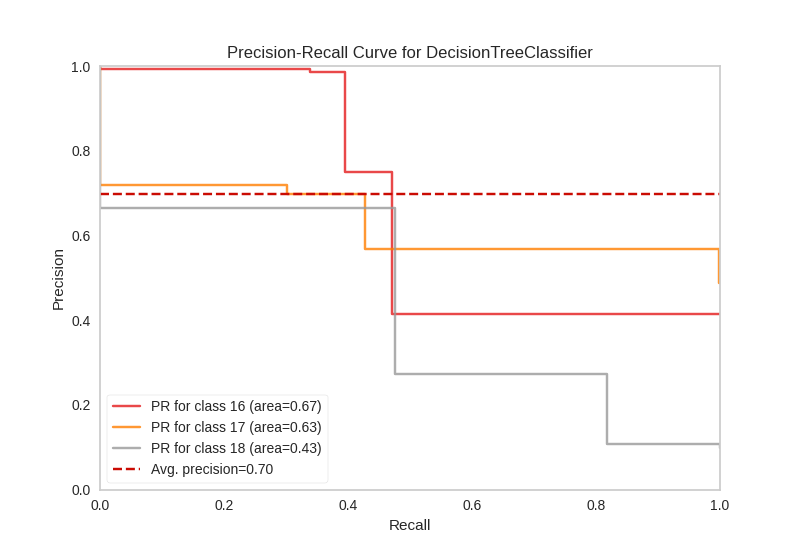 Precision-Recall Curve for DecisionTreeClassifier
1.0
0.8
0.6
0.4
0.2
0.0
Precision
PR for class 16 (area=0.67)
PR for class 17 (area=0.63)
PR for class 18 (area=0.43)
Avg. precision=0.70
0.0 0.2 0.4 0.6 0.8 1.0
Recall